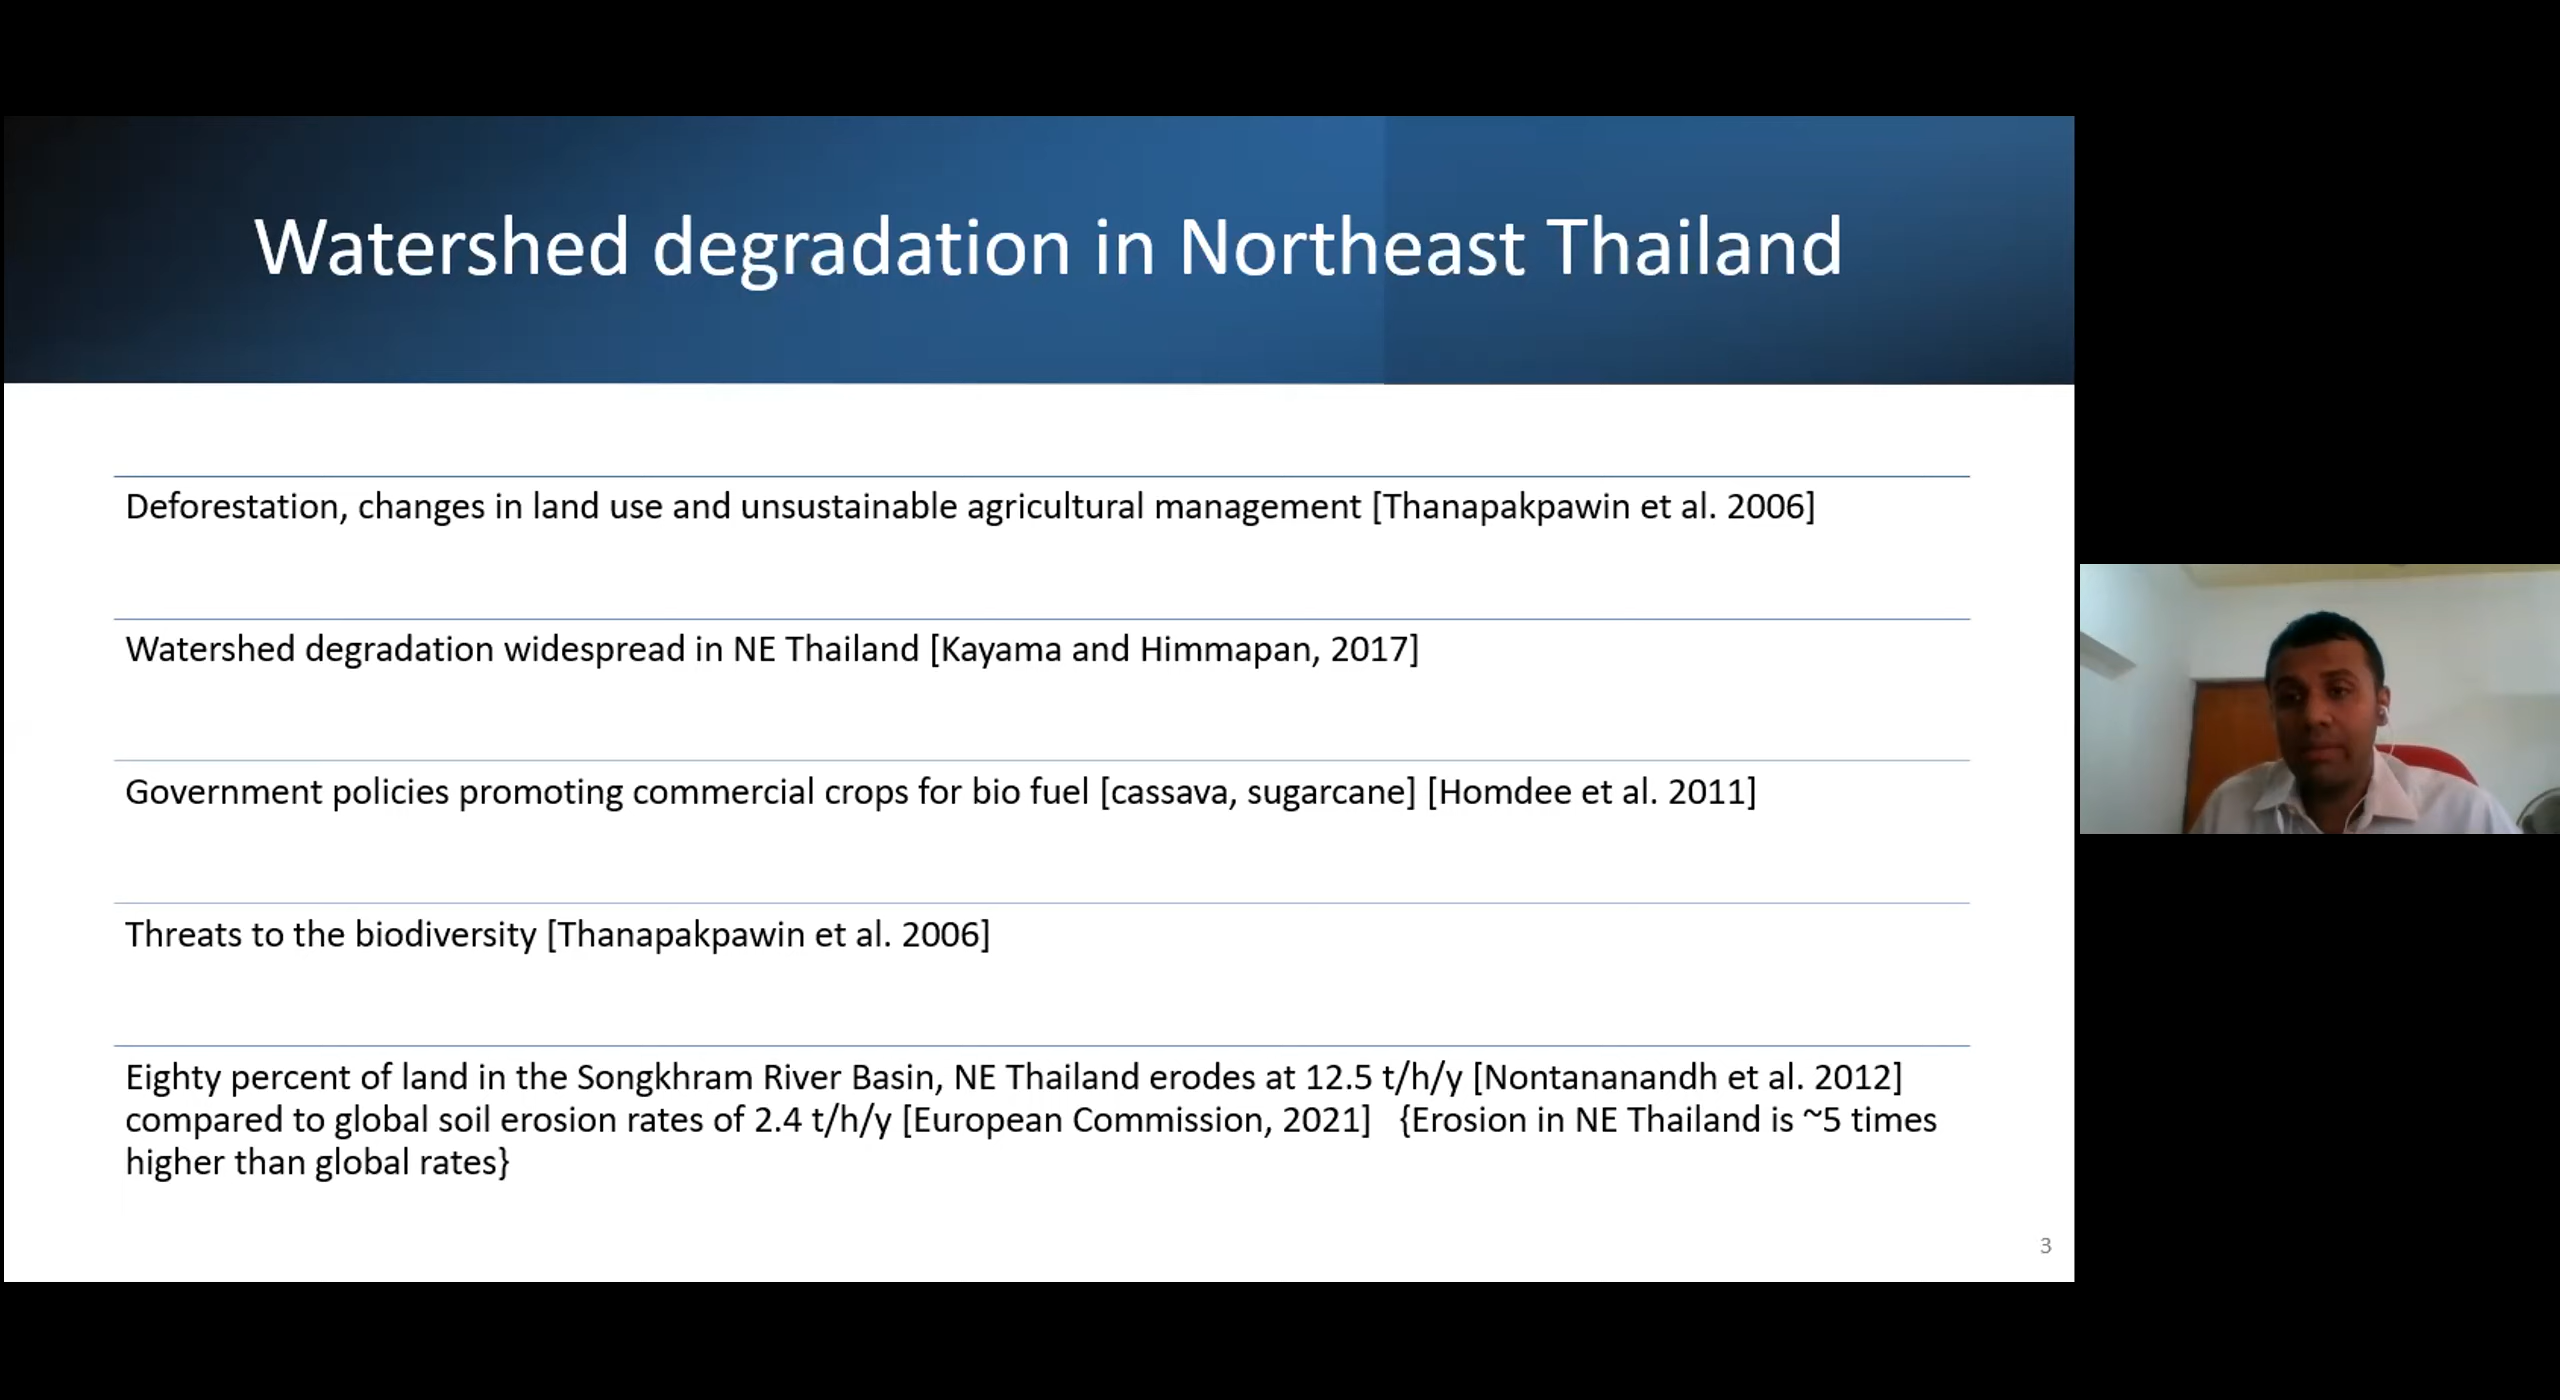 Watershed degradation in Northeast Thailand
Deforestation, changes in land use and unsustainable agricultural management [Thanapakpawin et al. 2006]
Watershed degradation widespread in NE Thailand [Kayama and Himmapan, 2017]
Government policies promoting commercial crops for bio fuel [cassava, sugarcane] [Homdee et al. 2011]
Threats to the biodiversity [Thanapakpawin et al. 2006]
Eighty percent of land in the Songkhram River Basin, NE Thailand erodes at 12.5 t/h/y [Nontananandh et al. 2012]
compared to global soil erosion rates of 2.4 t/h/y [European Commission, 2021] {Erosion in NE Thailand is ~5 times
higher than global rates}
3